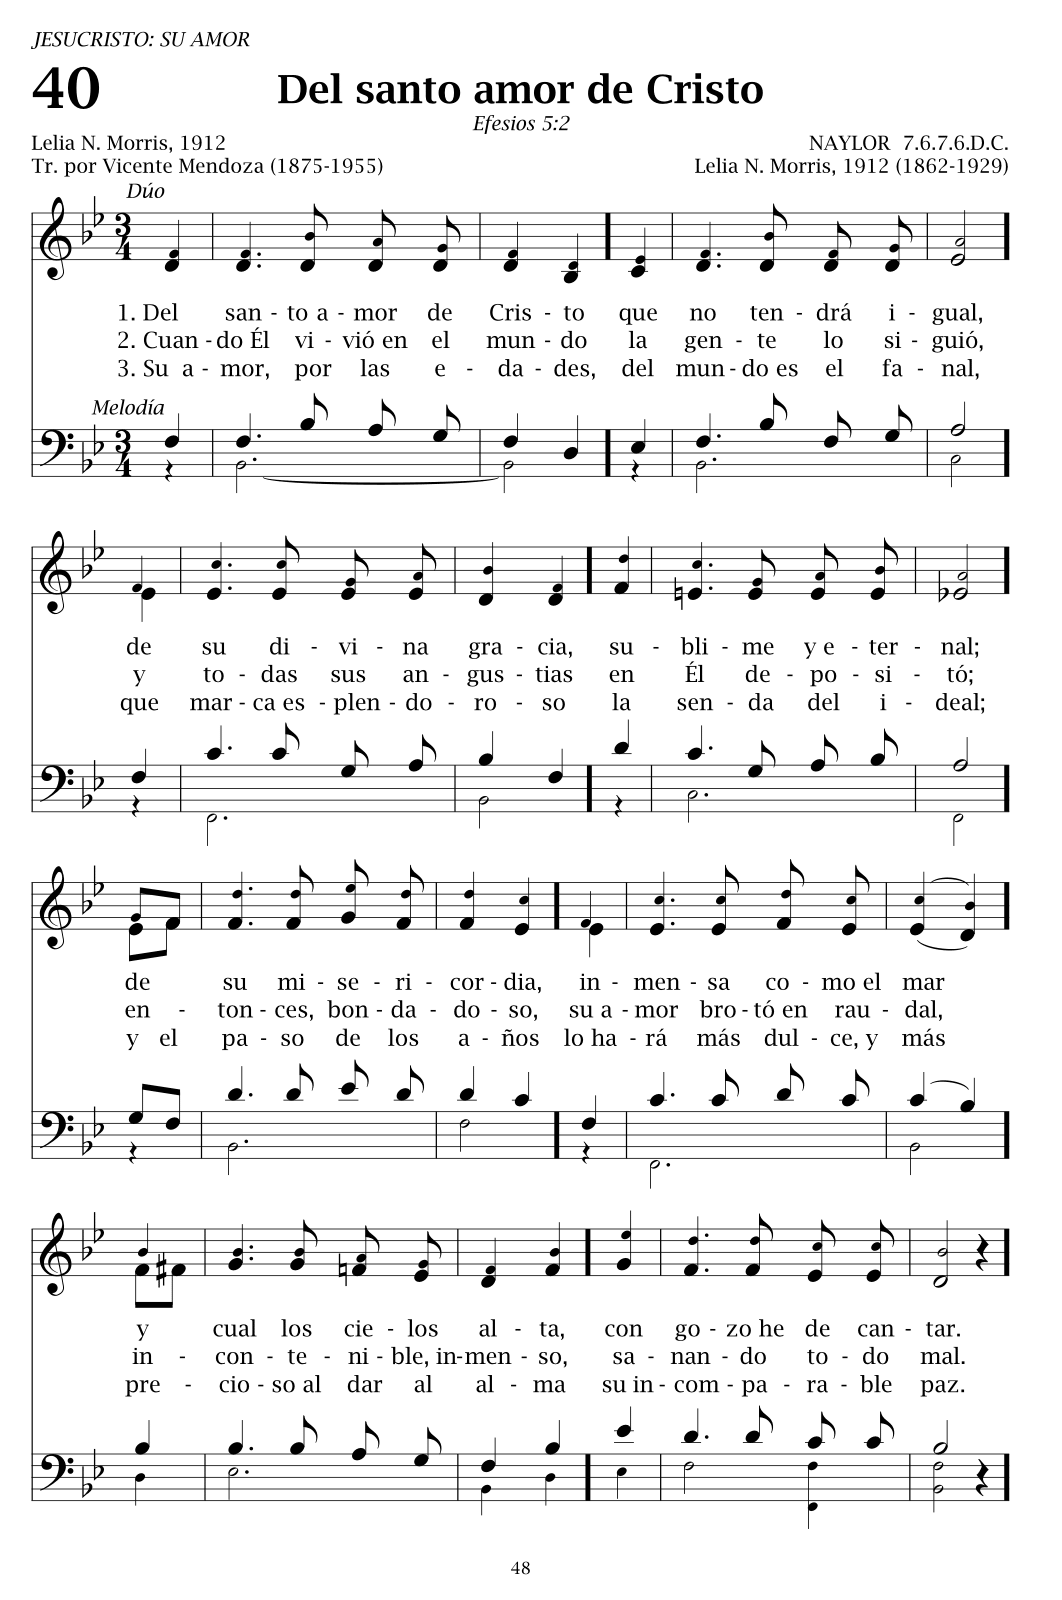 JESUCRISTO: SU AMOR
40 Del santo amor de Cristo
Efesios 5:2
Lelia N. Morris, 1912 NAYLOR 7.6.7.6.D.C.
Tr. por Vicente Mendoza (1875-1955) Lelia N. Morris, 1912 (1862-1929)
Dúo
1. Del san - to a - mor de Cris - to que no ten - drá i - gual,
2. Cuan - do Él vi - vió en el mun - do la gen - te lo si - guió,
3. Su a - mor, por las e - da - des, del mun - do es el fa - nal,
Melodía
de su di - vi - na gra - cia, su - bli - me y e - ter - nal;
y to - das sus an - gus - tias en Él de - po - si - tó;
que mar - ca es - plen - do - ro - so la sen - da del i - deal;
de su mi - se - ri - cor - dia, in - men - sa co - mo el mar
en - ton - ces, bon - da - do - so, su a - mor bro - tó en rau - dal,
y el pa - so de los a - ños lo ha - rá más dul - ce, y más
y cual los cie - los al - ta, con go - zo he de can - tar.
in - con - te - ni - ble, in - men - so, sa - nan - do to - do mal.
pre - cio - so al dar al al - ma su in - com - pa - ra - ble paz.
48